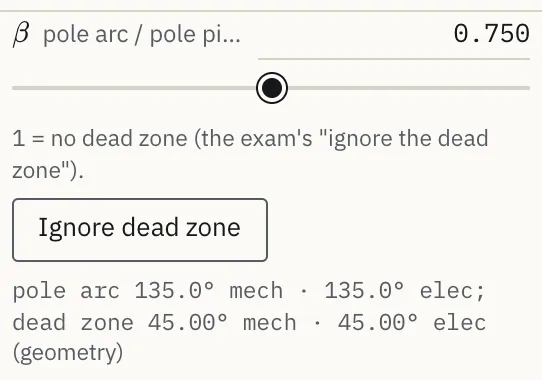 β pole arc / pole pi... 0.750
1 = no dead zone (the exam's "ignore the dead
zone").
Ignore dead zone
pole arc 135.0° mech · 135.0° elec;
dead zone 45.00° mech · 45.00° elec
(geometry)